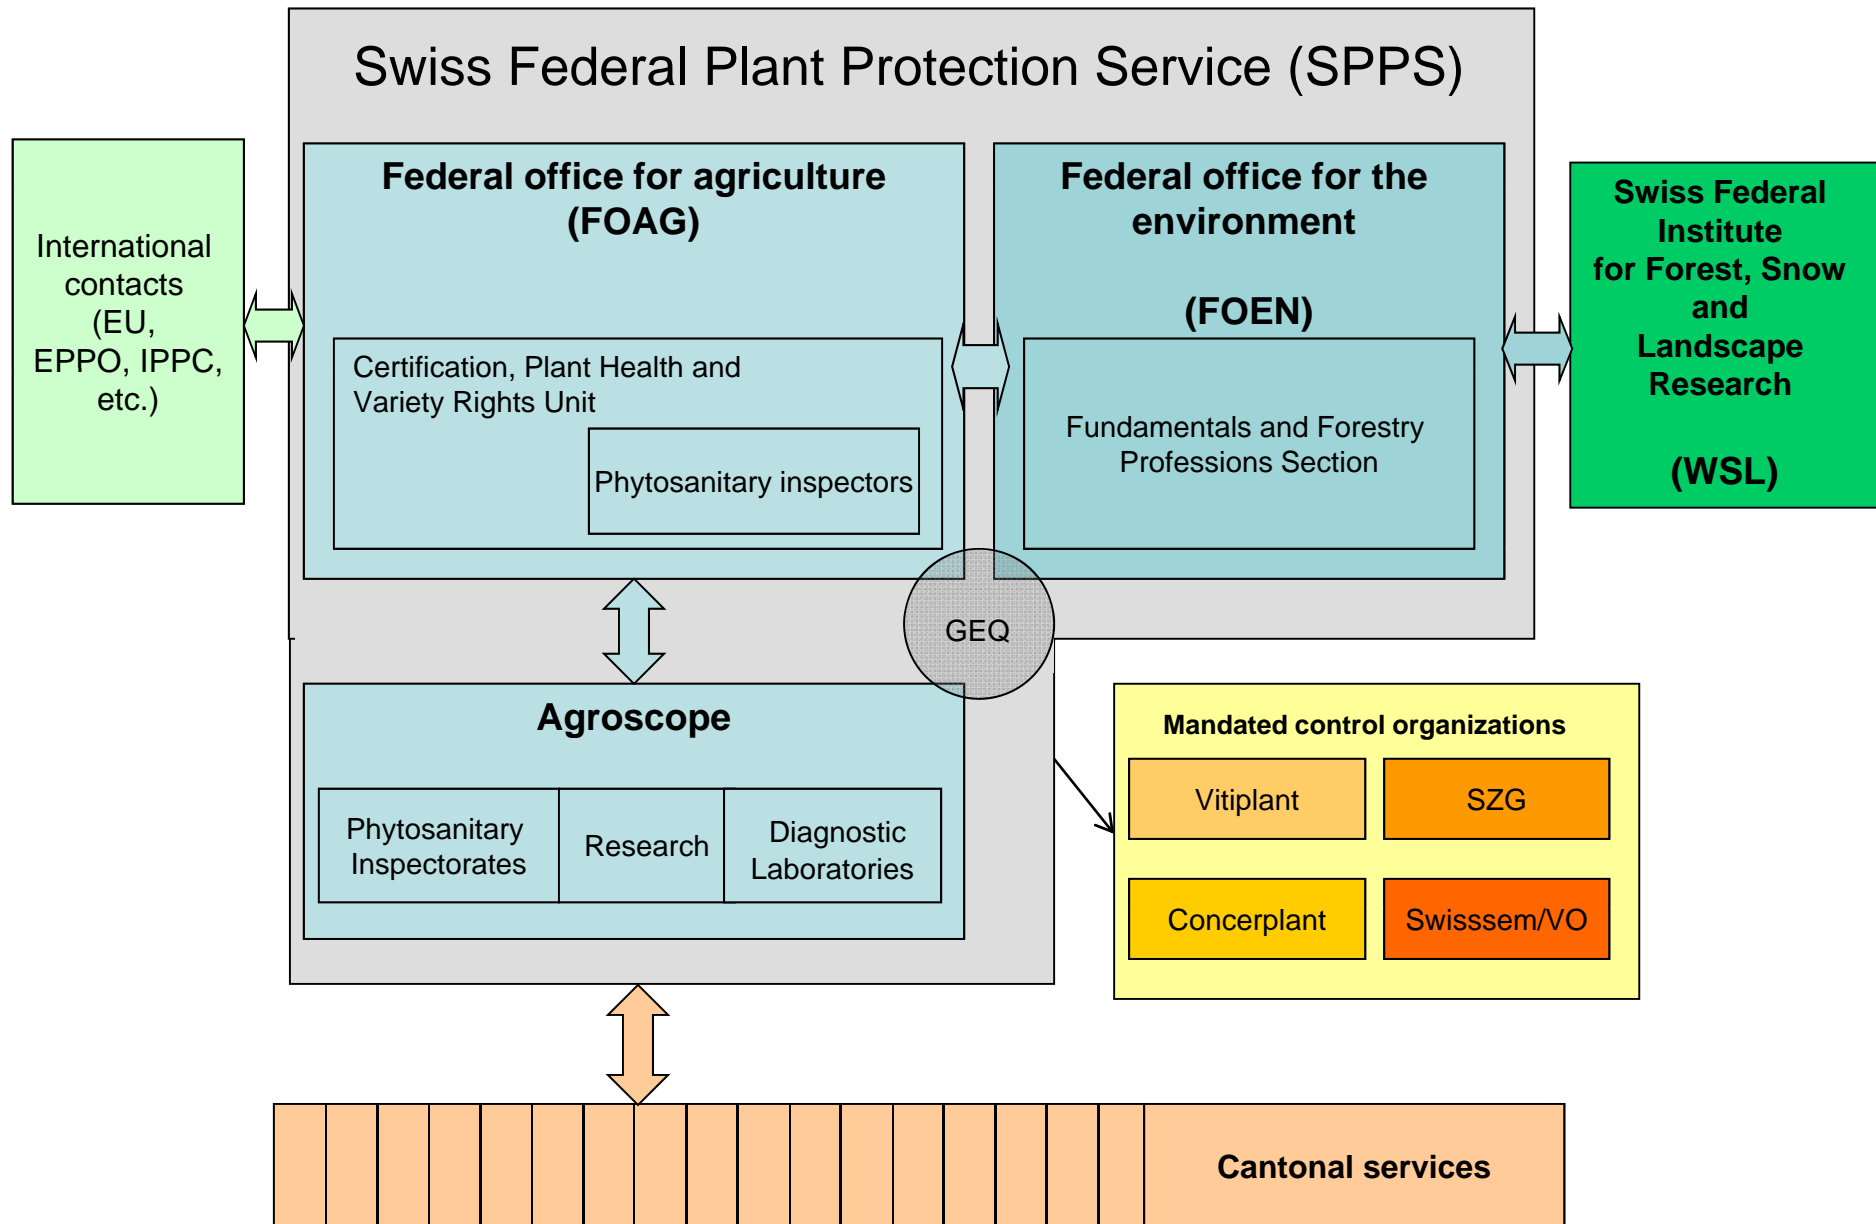 Swiss Federal Plant Protection Service (SPPS)
International
contacts
(EU,
EPPO, IPPC,
etc.)
Federal office for agriculture
(FOAG)
Certification, Plant Health and
Variety Rights Unit
Phytosanitary inspectors
Federal office for the
environment
(FOEN)
Fundamentals and Forestry
Professions Section
Swiss Federal
Institute
for Forest, Snow
and
Landscape
Research
(WSL)
GEQ
Agroscope
Phytosanitary
Inspectorates
Research
Diagnostic
Laboratories
Mandated control organizations
Vitiplant
SZG
Concerplant
Swisssem/VO
Cantonal services